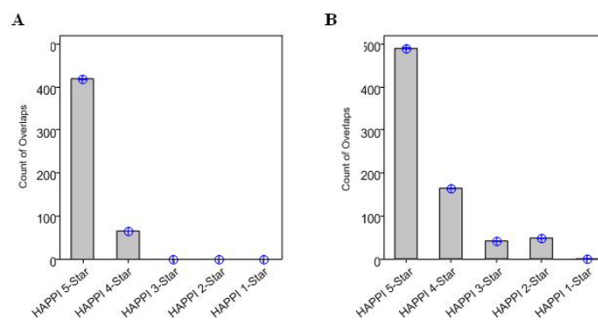 A
B
0
400
300
200
100
0
Count of Overlaps
HAPPI 5-Star
HAPPI 4-Star
HAPPI 3-Star
HAPPI 2-Star
HAPPI 1-Star
500
400
300
200
100
0
Count of Overlaps
HAPPI 5-Star
HAPPI 4-Star
HAPPI 3-Star
HAPPI 2-Star
HAPPI 1-Star